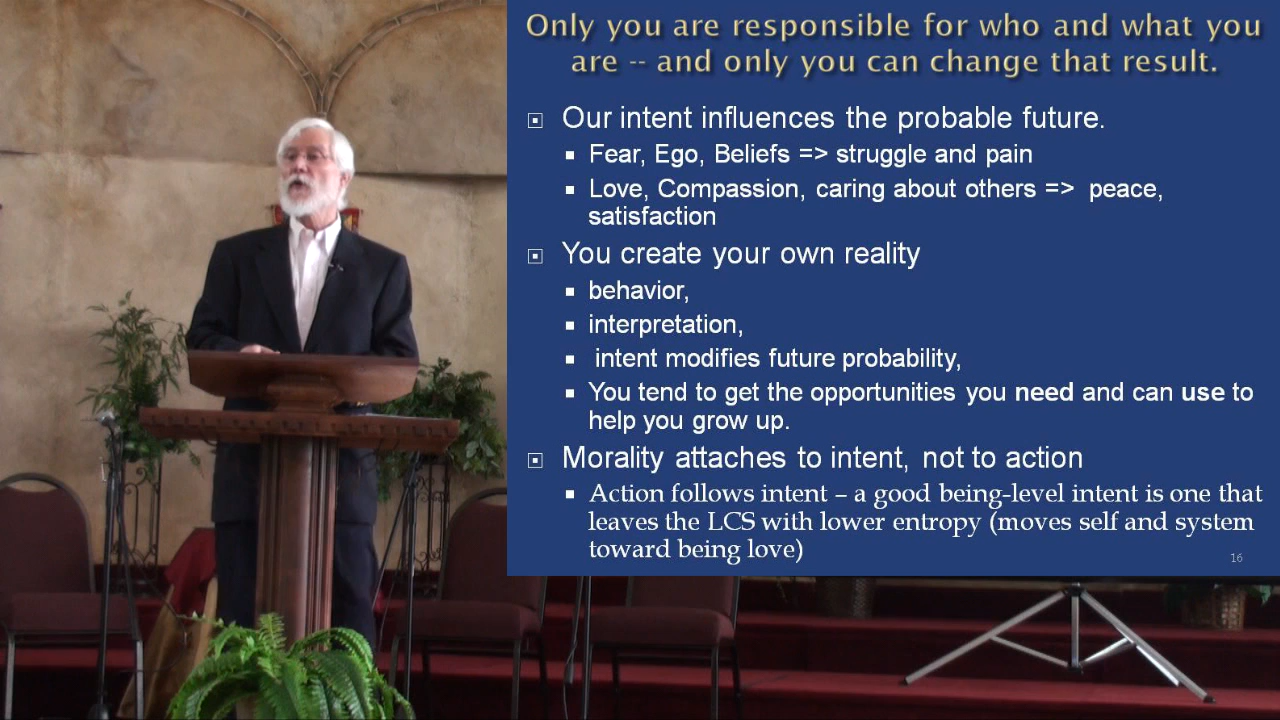 Only you are responsible for who and what you
are -- and only you can change that result.
Our intent influences the probable future.
Fear, Ego, Beliefs => struggle and pain
Love, Compassion, caring about others => peace,
satisfaction
You create your own reality
behavior,
interpretation,
intent modifies future probability,
You tend to get the opportunities you need and can use to
help you grow up.
Morality attaches to intent, not to action
Action follows intent – a good being-level intent is one that
leaves the LCS with lower entropy (moves self and system
toward being love)
16